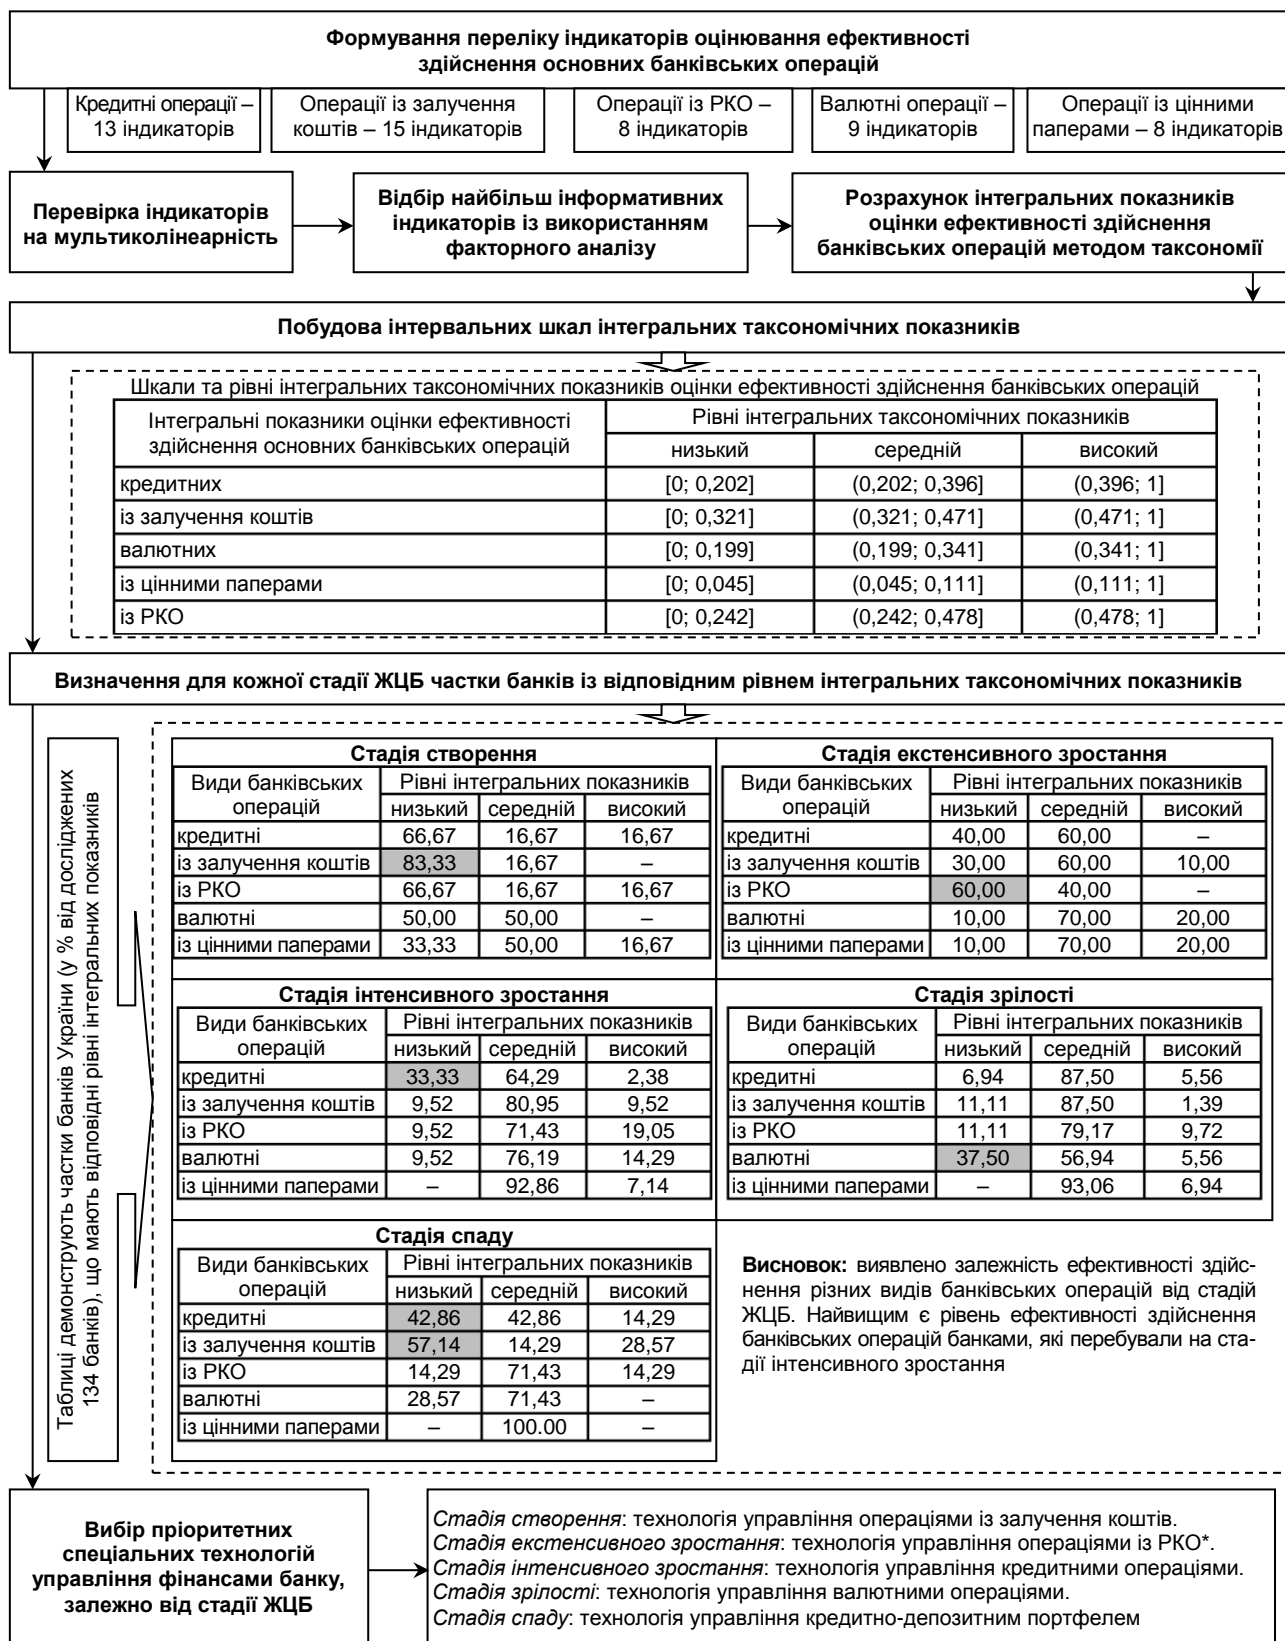 Формування переліку індикаторів оцінювання ефективності
здійснення основних банківських операцій
Кредитні операції –
13 індикаторів
Операції із залучення
коштів – 15 індикаторів
Операції із РКО –
8 індикаторів
Валютні операції –
9 індикаторів
Операції із цінними
паперами – 8 індикаторів
Перевірка індикаторів
на мультиколінеарність
Відбір найбільш інформативних
індикаторів із використанням
факторного аналізу
Розрахунок інтегральних показників
оцінки ефективності здійснення
банківських операцій методом таксономії
Побудова інтервальних шкал інтегральних таксономічних показників
Шкали та рівні інтегральних таксономічних показників оцінки ефективності здійснення банківських операцій
Інтегральні показники оцінки ефективності
здійснення основних банківських операцій
Рівні інтегральних таксономічних показників
низький середній високий
кредитних [0; 0,202] (0,202; 0,396] (0,396; 1]
із залучення коштів [0; 0,321] (0,321; 0,471] (0,471; 1]
валютних [0; 0,199] (0,199; 0,341] (0,341; 1]
із цінними паперами [0; 0,045] (0,045; 0,111] (0,111; 1]
із РКО [0; 0,242] (0,242; 0,478] (0,478; 1]
Визначення для кожної стадії ЖЦБ частки банків із відповідним рівнем інтегральних таксономічних показників
Таблиці демонструють частки банків України (у % від досліджених
134 банків), що мають відповідні рівні інтегральних показників
Стадія створення
Види банківських
операцій
Рівні інтегральних показників
низький середній високий
кредитні 66,67 16,67 16,67
із залучення коштів 83,33 16,67 –
із РКО 66,67 16,67 16,67
валютні 50,00 50,00 –
із цінними паперами 33,33 50,00 16,67
Стадія екстенсивного зростання
Види банківських
операцій
Рівні інтегральних показників
низький середній високий
кредитні 40,00 60,00 –
із залучення коштів 30,00 60,00 10,00
із РКО 60,00 40,00 –
валютні 10,00 70,00 20,00
із цінними паперами 10,00 70,00 20,00
Стадія інтенсивного зростання
Види банківських
операцій
Рівні інтегральних показників
низький середній високий
кредитні 33,33 64,29 2,38
із залучення коштів 9,52 80,95 9,52
із РКО 9,52 71,43 19,05
валютні 9,52 76,19 14,29
із цінними паперами – 92,86 7,14
Стадія зрілості
Види банківських
операцій
Рівні інтегральних показників
низький середній високий
кредитні 6,94 87,50 5,56
із залучення коштів 11,11 87,50 1,39
із РКО 11,11 79,17 9,72
валютні 37,50 56,94 5,56
із цінними паперами – 93,06 6,94
Стадія спаду
Види банківських
операцій
Рівні інтегральних показників
низький середній високий
кредитні 42,86 42,86 14,29
із залучення коштів 57,14 14,29 28,57
із РКО 14,29 71,43 14,29
валютні 28,57 71,43 –
із цінними паперами – 100.00 –
Висновок: виявлено залежність ефективності здійс-
нення різних видів банківських операцій від стадій
ЖЦБ. Найвищим є рівень ефективності здійснення
банківських операцій банками, які перебували на ста-
дії інтенсивного зростання
Вибір пріоритетних
спеціальних технологій
управління фінансами банку,
залежно від стадії ЖЦБ
Стадія створення: технологія управління операціями із залучення коштів.
Стадія екстенсивного зростання: технологія управління операціями із РКО*.
Стадія інтенсивного зростання: технологія управління кредитними операціями.
Стадія зрілості: технологія управління валютними операціями.
Стадія спаду: технологія управління кредитно-депозитним портфелем